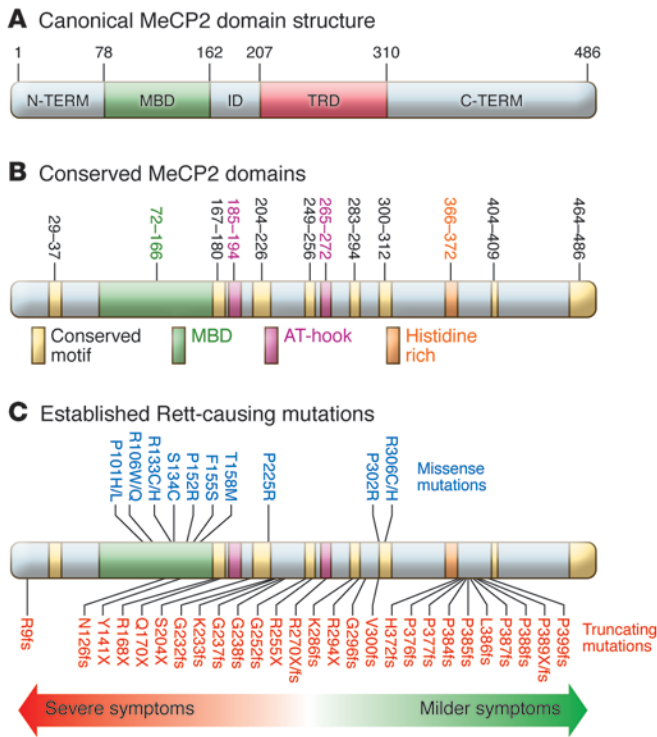 A Canonical MeCP2 domain structure
1 78 162 207 310 486
N-TERM MBD ID TRD C-TERM
B Conserved MeCP2 domains
29–37
72–166
167–180
185–194
204–226
249–256
265–272
283–294
300–312
366–372
404–409
464–486
Conserved
motif
MBD
AT-hook
Histidine
rich
C Established Rett-causing mutations
P101H/L
R106W/Q
R133C/H
S134C
P152R
F155S
T158M
P225R
P302R
R306C/H
Missense
mutations
R9fs
N126fs
Y141X
R168X
Q170X
S204X
G232fs
K233fs
G237fs
G238fs
G252fs
R255X
R270X/fs
K286fs
R294X
G296fs
V300fs
H372fs
P376fs
P377fs
P384fs
P385fs
L386fs
P387fs
P388fs
P389X/fs
P399fs
Truncating
mutations
Severe symptoms Milder symptoms